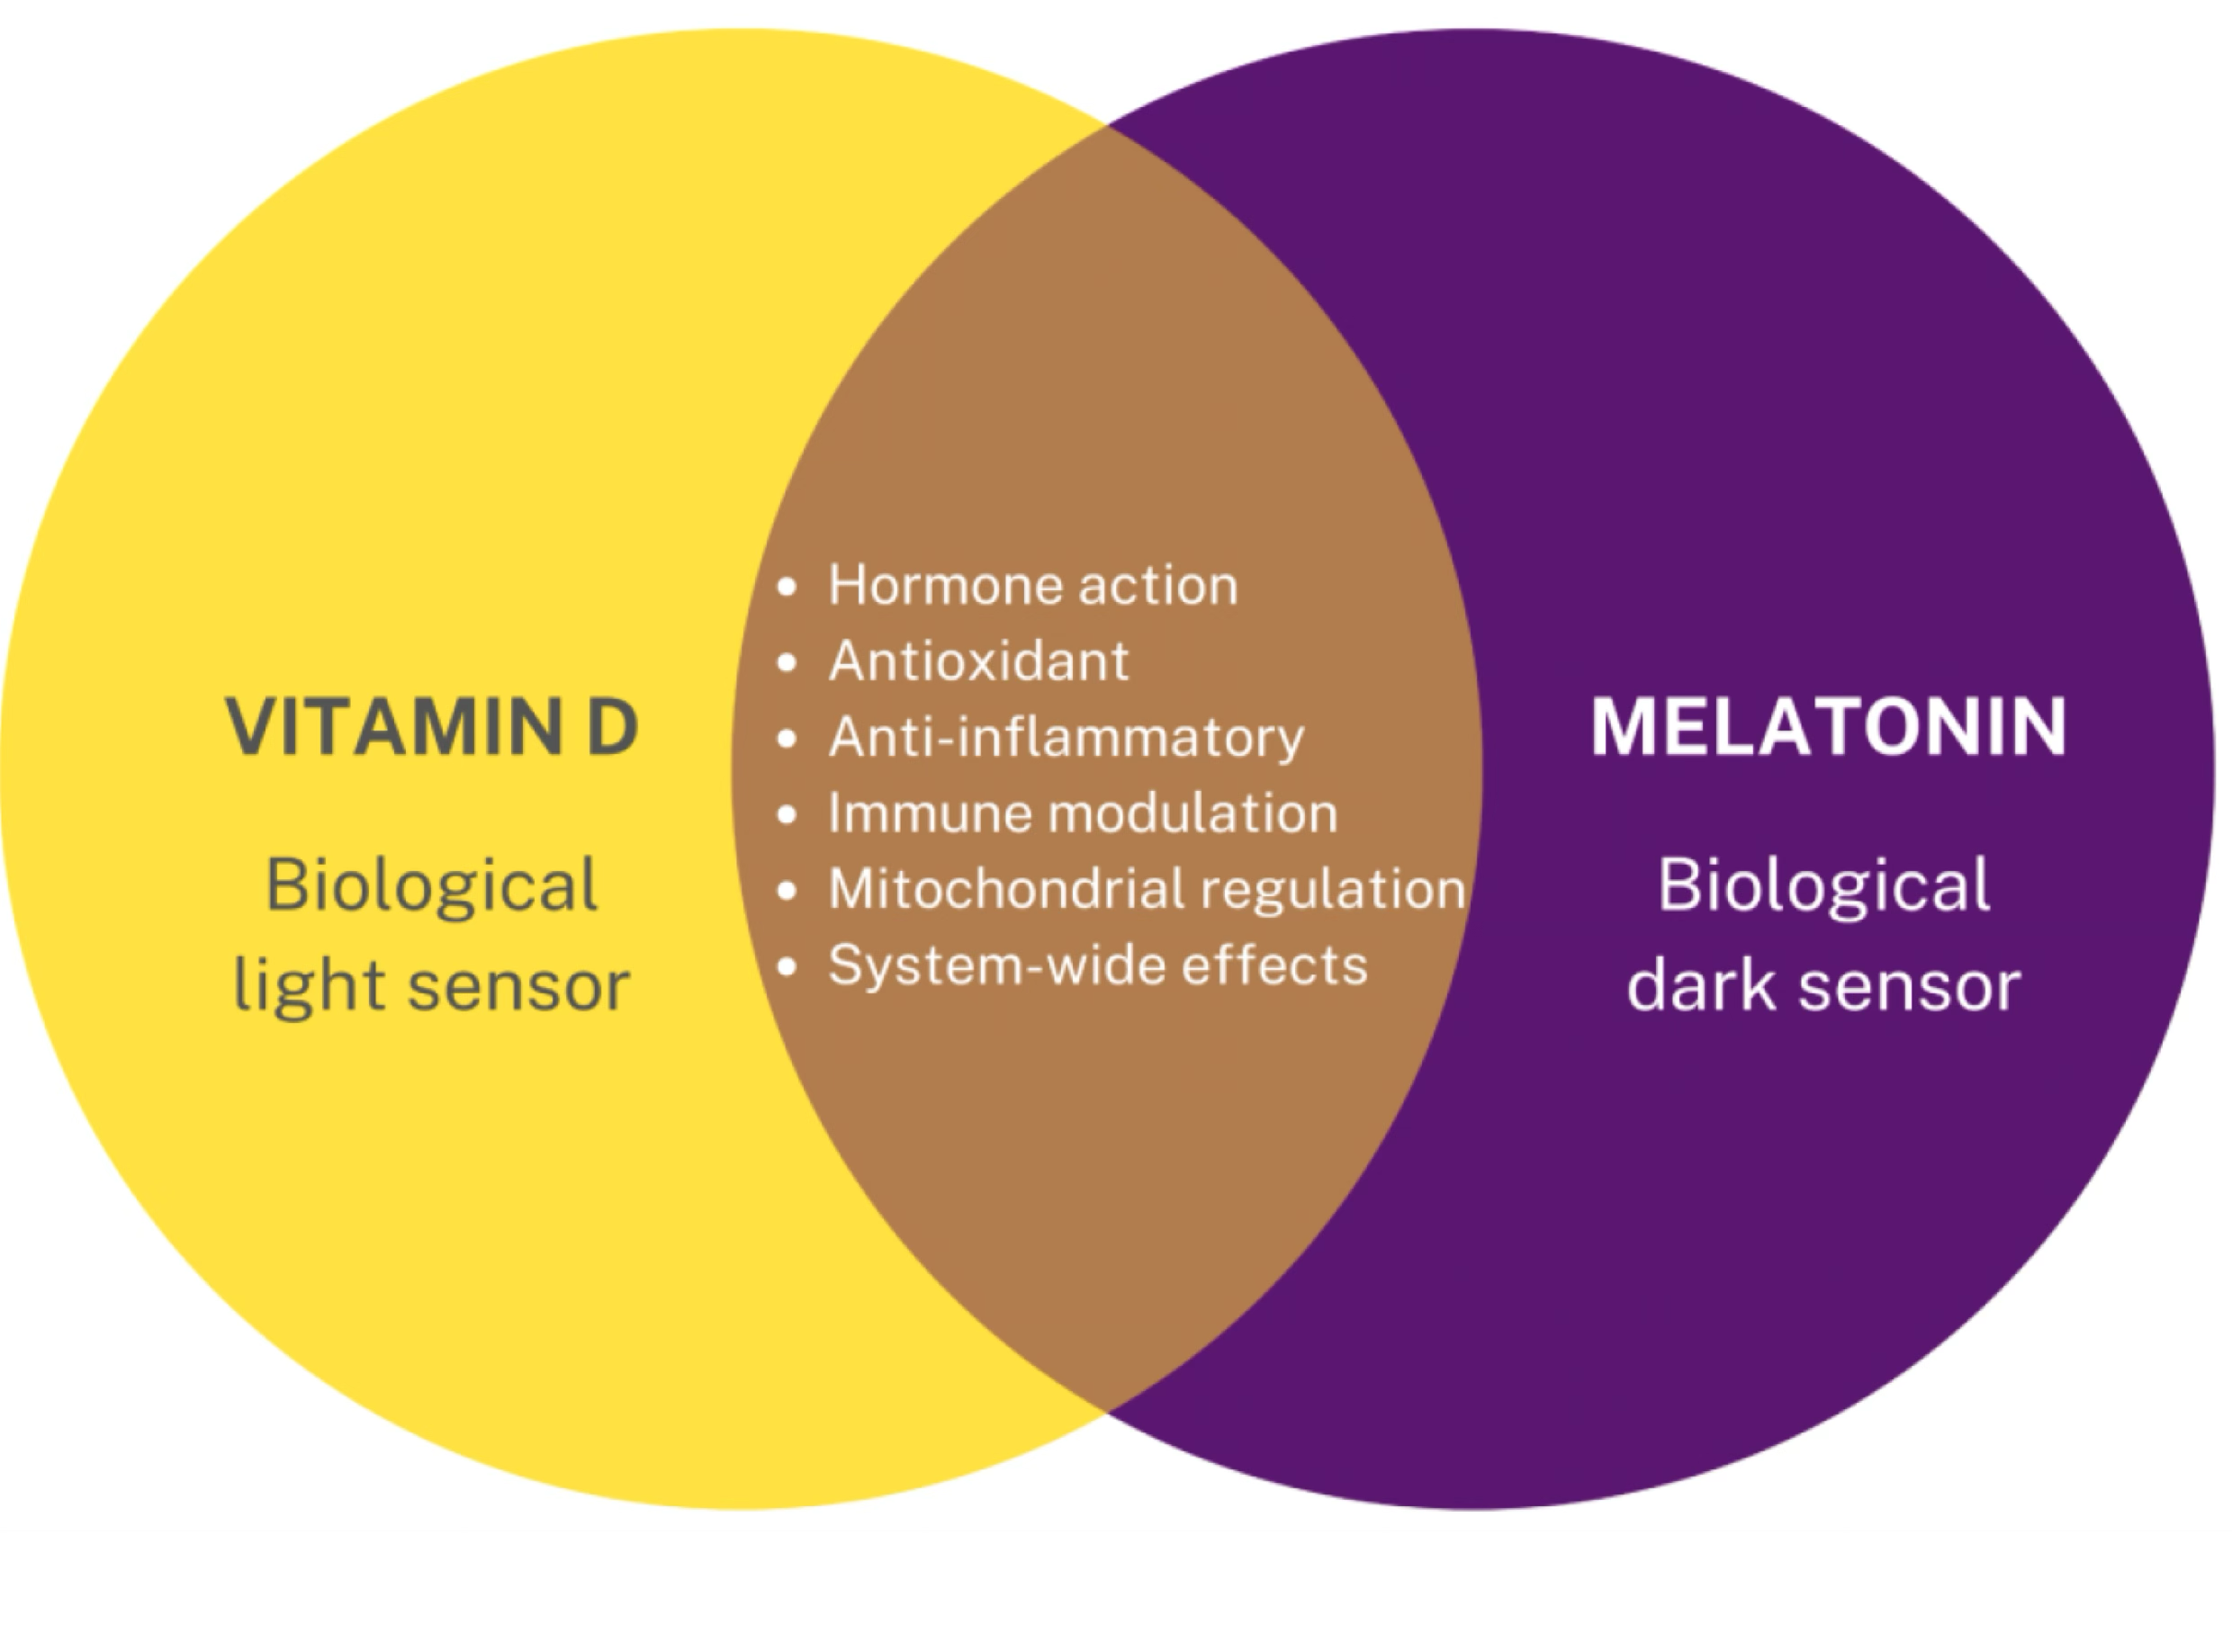 VITAMIN D
Biological
light sensor
• Hormone action
• Antioxidant
• Anti-inflammatory
• Immune modulation
• Mitochondrial regulation
• System-wide effects
MELATONIN
Biological
dark sensor